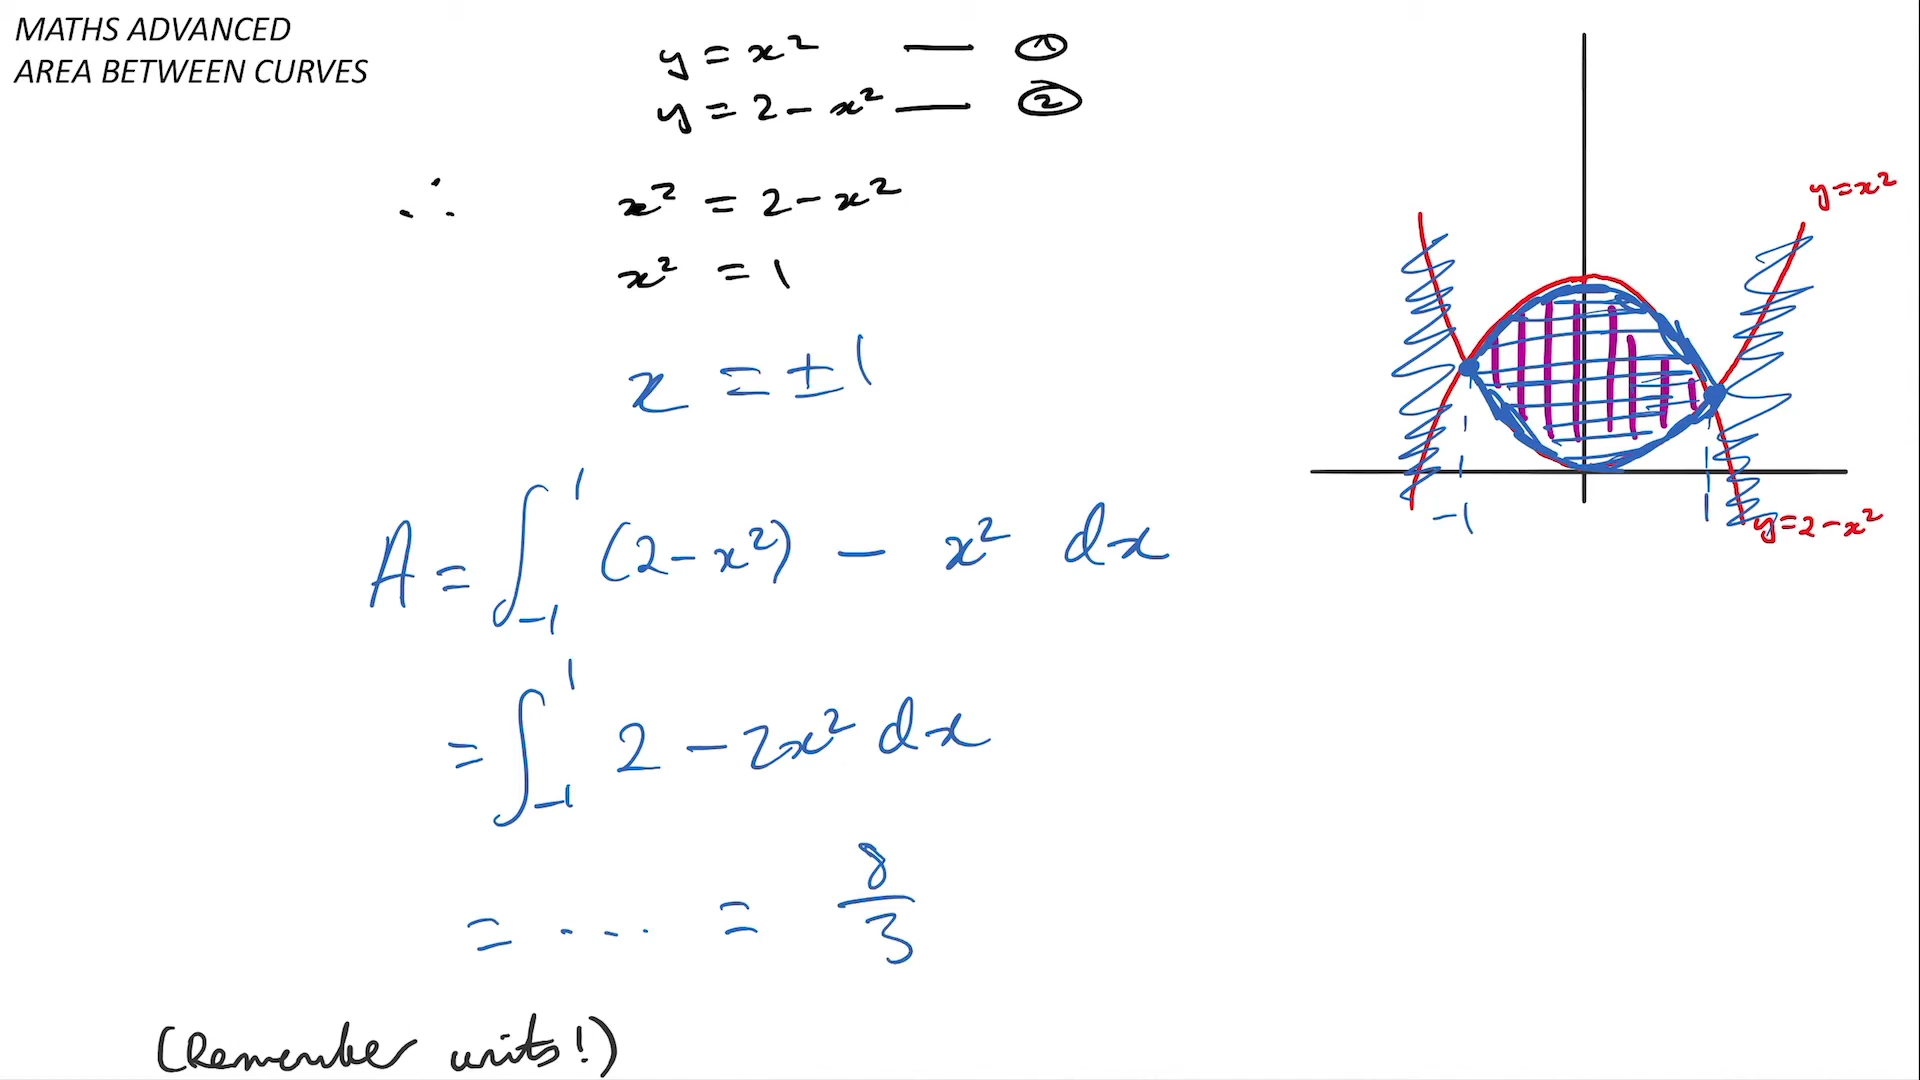 MATHS ADVANCED
AREA BETWEEN CURVES
y = x² — ①
y = 2 - x² — ②
∴ x² = 2 - x²
x² = 1
x = ±1
A = ∫₋₁¹ (2 - x²) - x² dx
= ∫₋₁¹ 2 - 2x² dx
= ... = 8/3
(Remember units!)
y = x²
-1
1
y = 2 - x²